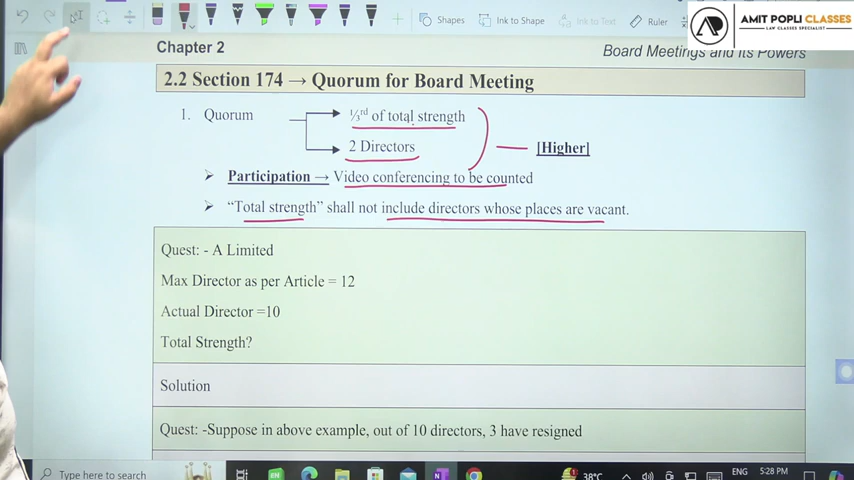 Shapes
Ink to Shape
Ink to Text
Ruler
AMIT POPLI CLASSES
LAW CLASSES SPECIALIST
Chapter 2
Board Meetings and its Powers
2.2 Section 174 → Quorum for Board Meeting
1. Quorum
⅓rd of total strength
2 Directors
[Higher]
➢ Participation → Video conferencing to be counted
➢ “Total strength” shall not include directors whose places are vacant.
Quest: - A Limited
Max Director as per Article = 12
Actual Director =10
Total Strength?
Solution
Quest: -Suppose in above example, out of 10 directors, 3 have resigned
Type here to search
38°C
ENG
5:28 PM